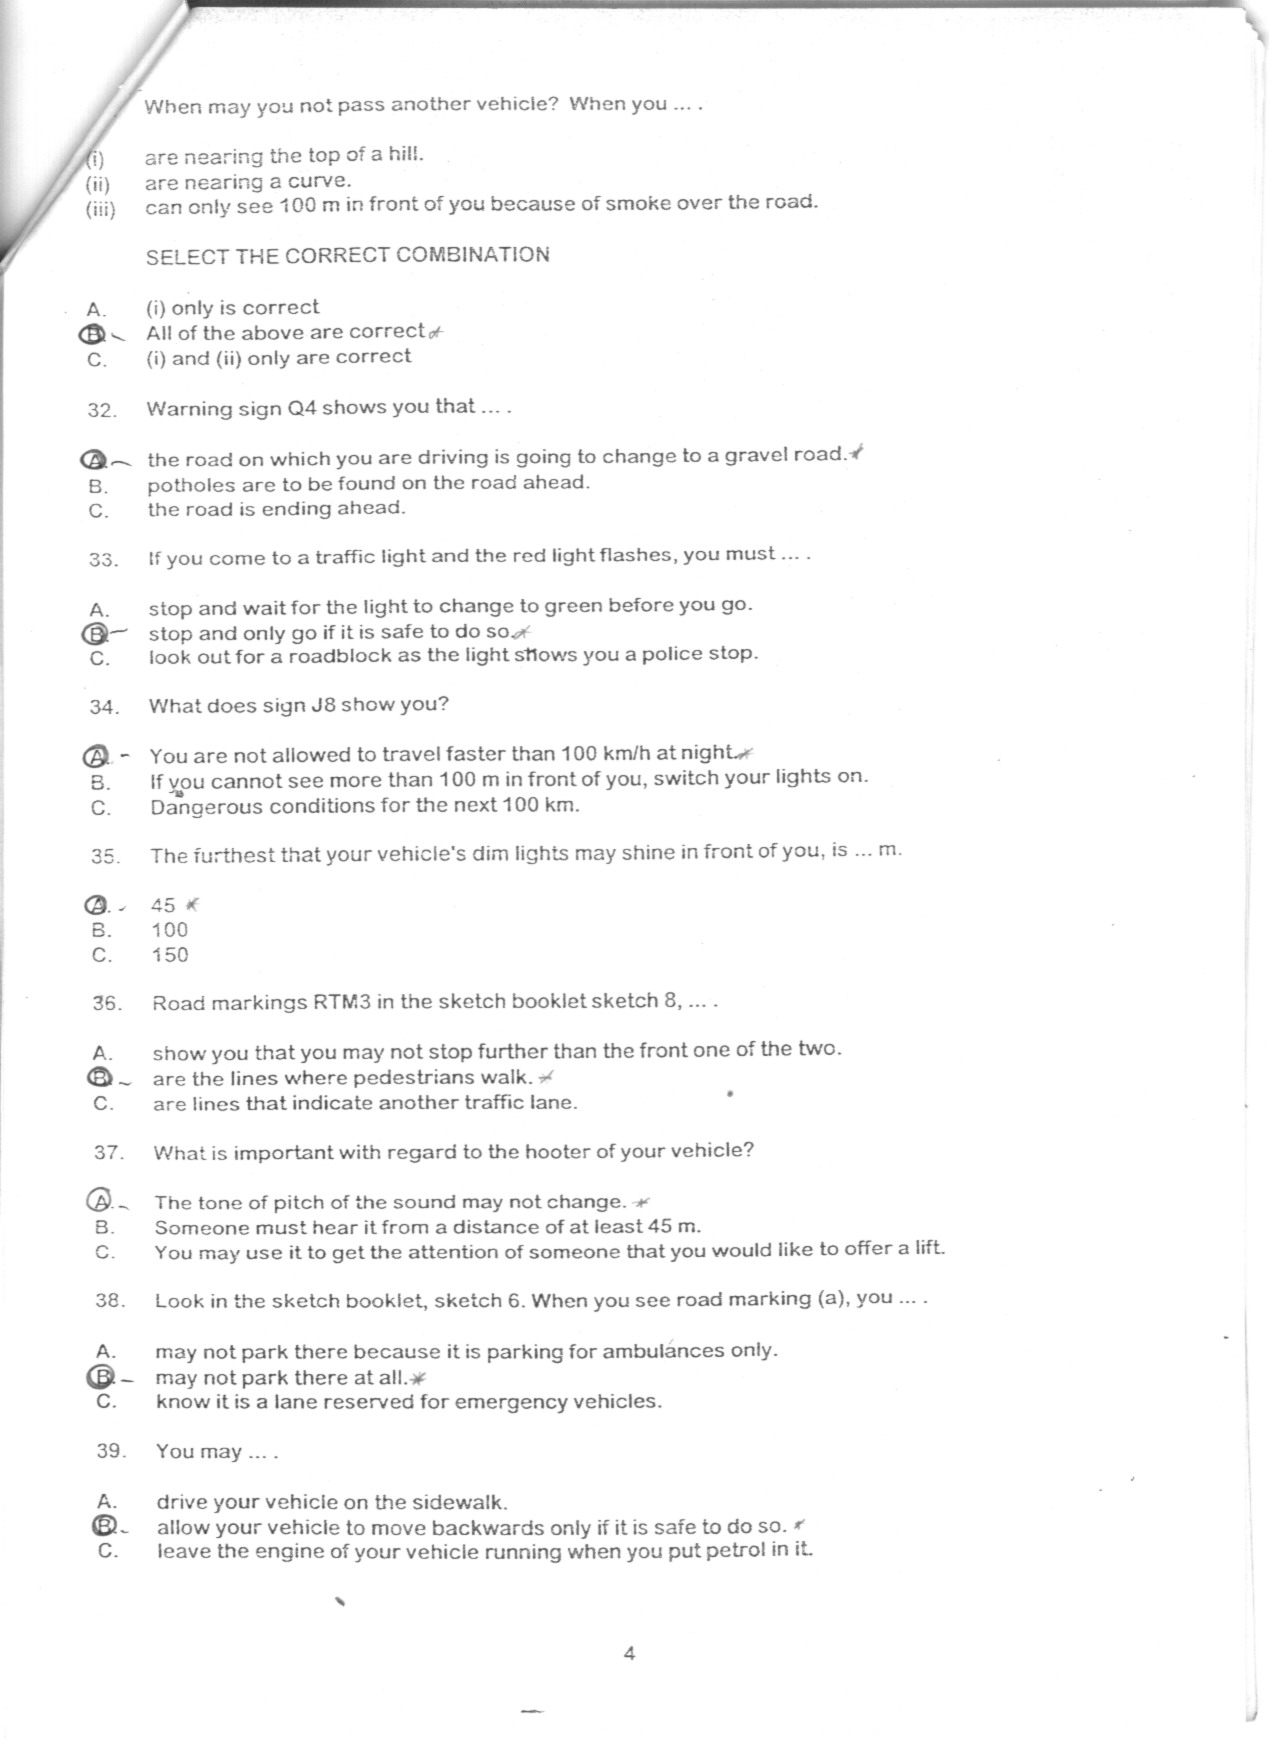 When may you not pass another vehicle? When you ... .
(i) are nearing the top of a hill.
(ii) are nearing a curve.
(iii) can only see 100 m in front of you because of smoke over the road.
SELECT THE CORRECT COMBINATION
A. (i) only is correct
B. All of the above are correct
C. (i) and (ii) only are correct
32. Warning sign Q4 shows you that ... .
A. the road on which you are driving is going to change to a gravel road.
B. potholes are to be found on the road ahead.
C. the road is ending ahead.
33. If you come to a traffic light and the red light flashes, you must ... .
A. stop and wait for the light to change to green before you go.
B. stop and only go if it is safe to do so.
C. look out for a roadblock as the light shows you a police stop.
34. What does sign J8 show you?
A. You are not allowed to travel faster than 100 km/h at night.
B. If you cannot see more than 100 m in front of you, switch your lights on.
C. Dangerous conditions for the next 100 km.
35. The furthest that your vehicle's dim lights may shine in front of you, is ... m.
A. 45
B. 100
C. 150
36. Road markings RTM3 in the sketch booklet sketch 8, ... .
A. show you that you may not stop further than the front one of the two.
B. are the lines where pedestrians walk.
C. are lines that indicate another traffic lane.
37. What is important with regard to the hooter of your vehicle?
A. The tone of pitch of the sound may not change.
B. Someone must hear it from a distance of at least 45 m.
C. You may use it to get the attention of someone that you would like to offer a lift.
38. Look in the sketch booklet, sketch 6. When you see road marking (a), you ... .
A. may not park there because it is parking for ambulances only.
B. may not park there at all.
C. know it is a lane reserved for emergency vehicles.
39. You may ... .
A. drive your vehicle on the sidewalk.
B. allow your vehicle to move backwards only if it is safe to do so.
C. leave the engine of your vehicle running when you put petrol in it.
4